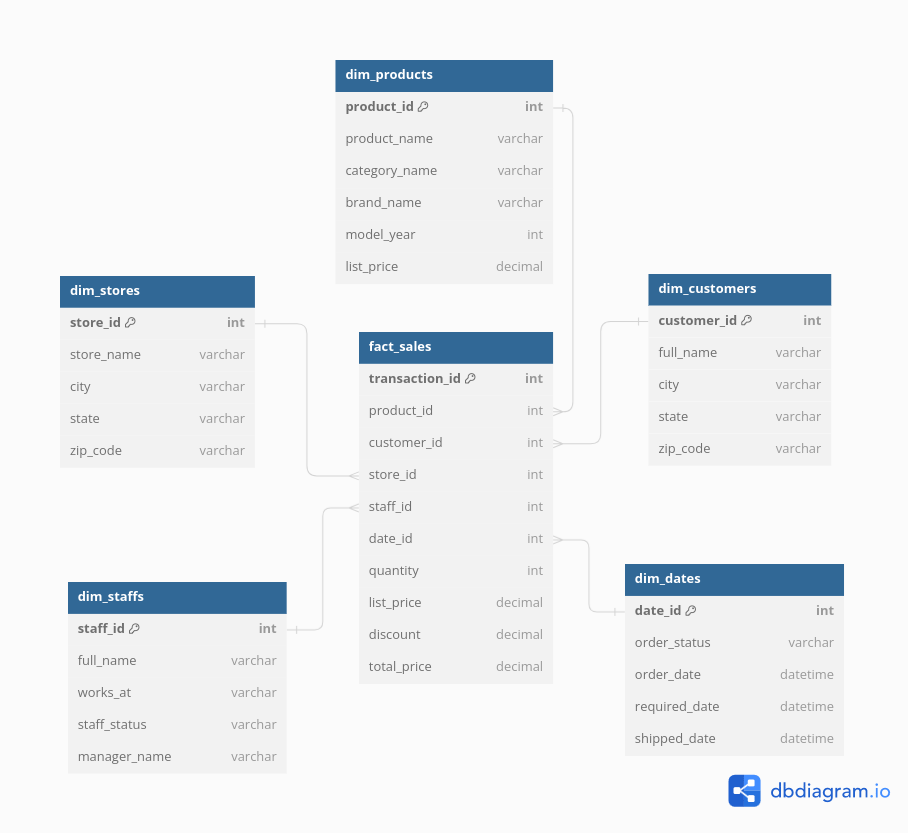 dim_products
product_id int
product_name varchar
category_name varchar
brand_name varchar
model_year int
list_price decimal
dim_stores
store_id int
store_name varchar
city varchar
state varchar
zip_code varchar
dim_customers
customer_id int
full_name varchar
city varchar
state varchar
zip_code varchar
fact_sales
transaction_id int
product_id int
customer_id int
store_id int
staff_id int
date_id int
quantity int
list_price decimal
discount decimal
total_price decimal
dim_staffs
staff_id int
full_name varchar
works_at varchar
staff_status varchar
manager_name varchar
dim_dates
date_id int
order_status varchar
order_date datetime
required_date datetime
shipped_date datetime
dbdiagram.io